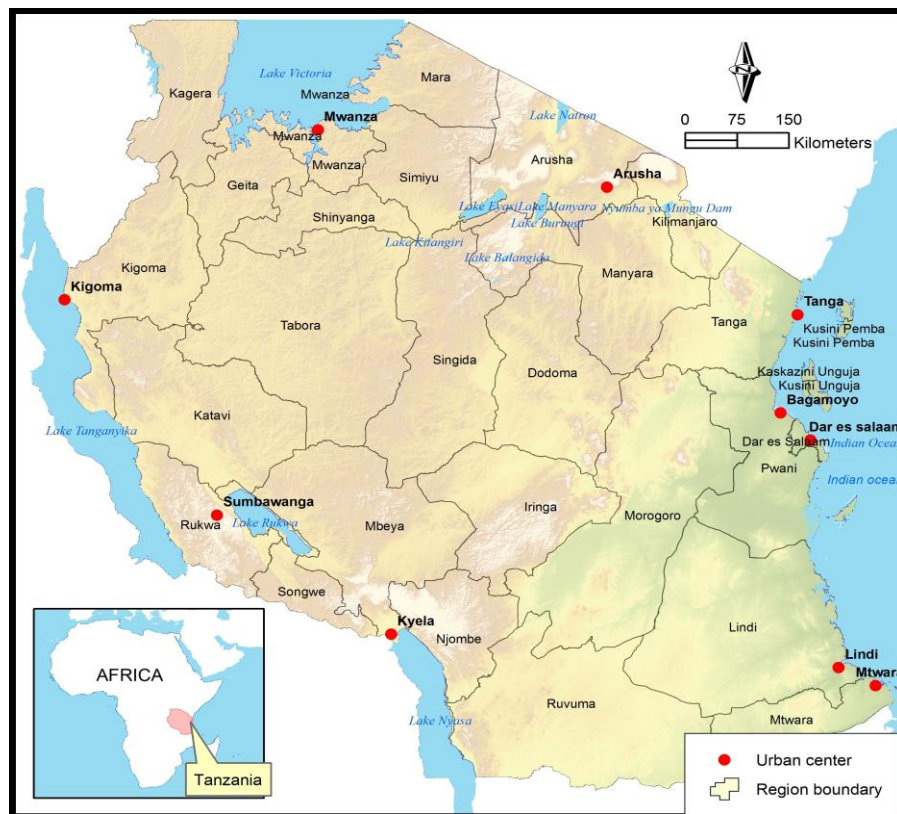 Lake Victoria
Mara
Kagera
Mwanza
Mwanza
Mwanza
Mwanza
Lake Natron
0 75 150
Kilometers
Arusha
Arusha
Geita
Simiyu
Shinyanga
Lake Eyasi
Lake Manyara
Nyumba ya Mungu Dam
Lake Burungi
Kilimanjaro
Lake Kitangiri
Lake Balangida
Kigoma
Kigoma
Manyara
Tabora
Singida
Dodoma
Tanga
Tanga
Kusini Pemba
Kusini Pemba
Kaskazini Unguja
Kusini Unguja
Bagamoyo
Katavi
Lake Tanganyika
Dar es salaam
Dar es Salaam
Indian Ocean
Pwani
Indian ocean
Sumbawanga
Rukwa
Lake Rukwa
Mbeya
Iringa
Morogoro
Songwe
Kyela
Njombe
Lindi
Lindi
Mtwara
Ruvuma
Mtwara
Lake Nyasa
AFRICA
Tanzania
Urban center
Region boundary
N